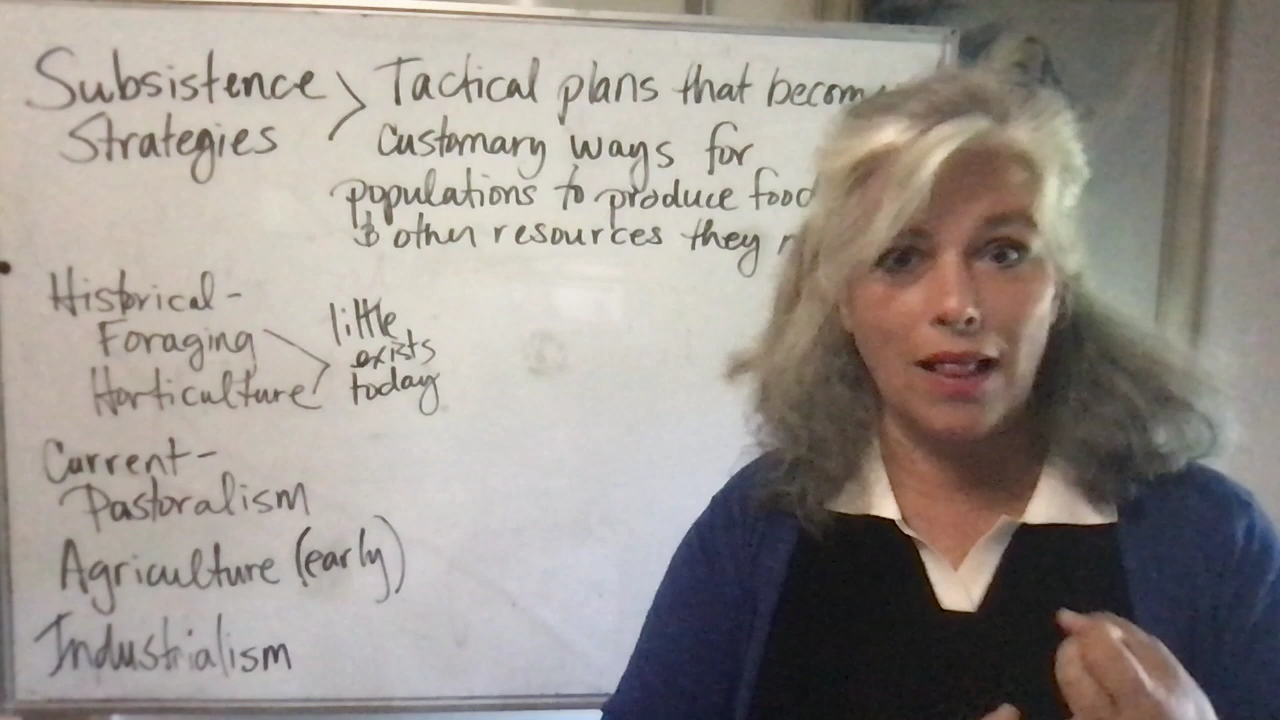 Subsistence > Tactical plans that becom
Strategies customary ways for
populations to produce food
& other resources they
Historical-
Foraging little
exists
Horticulture today
Current-
Pastoralism
Agriculture (early)
Industrialism